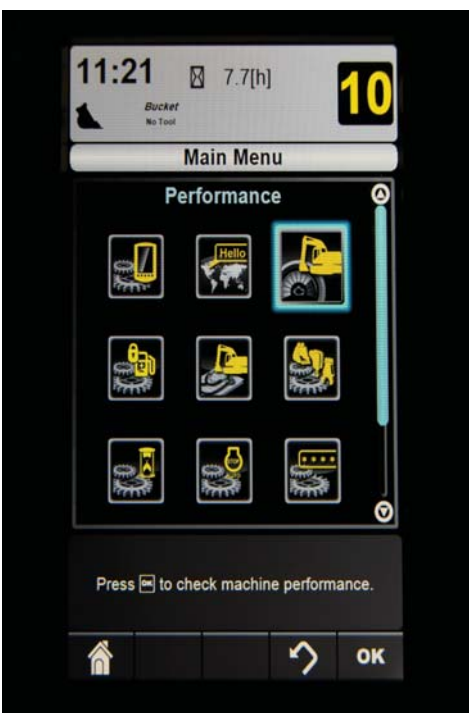 11:21
7.7[h]
10
Bucket
No Tool
Main Menu
Performance
Hello
STOP
Press OK to check machine performance.
OK